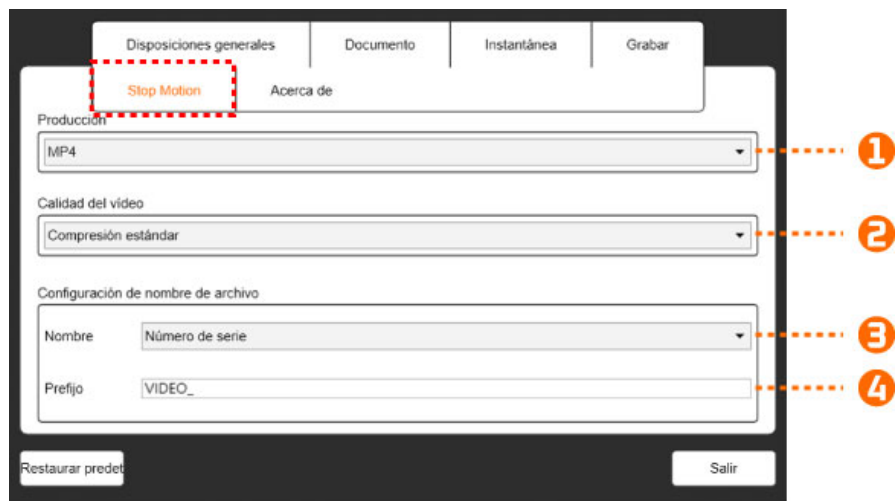 Disposiciones generales
Documento
Instantánea
Grabar
Stop Motion
Acerca de
Producción
MP4
1
Calidad del vídeo
Compresión estándar
2
Configuración de nombre de archivo
Nombre
Número de serie
3
Prefijo
VIDEO_
4
Restaurar predet
Salir